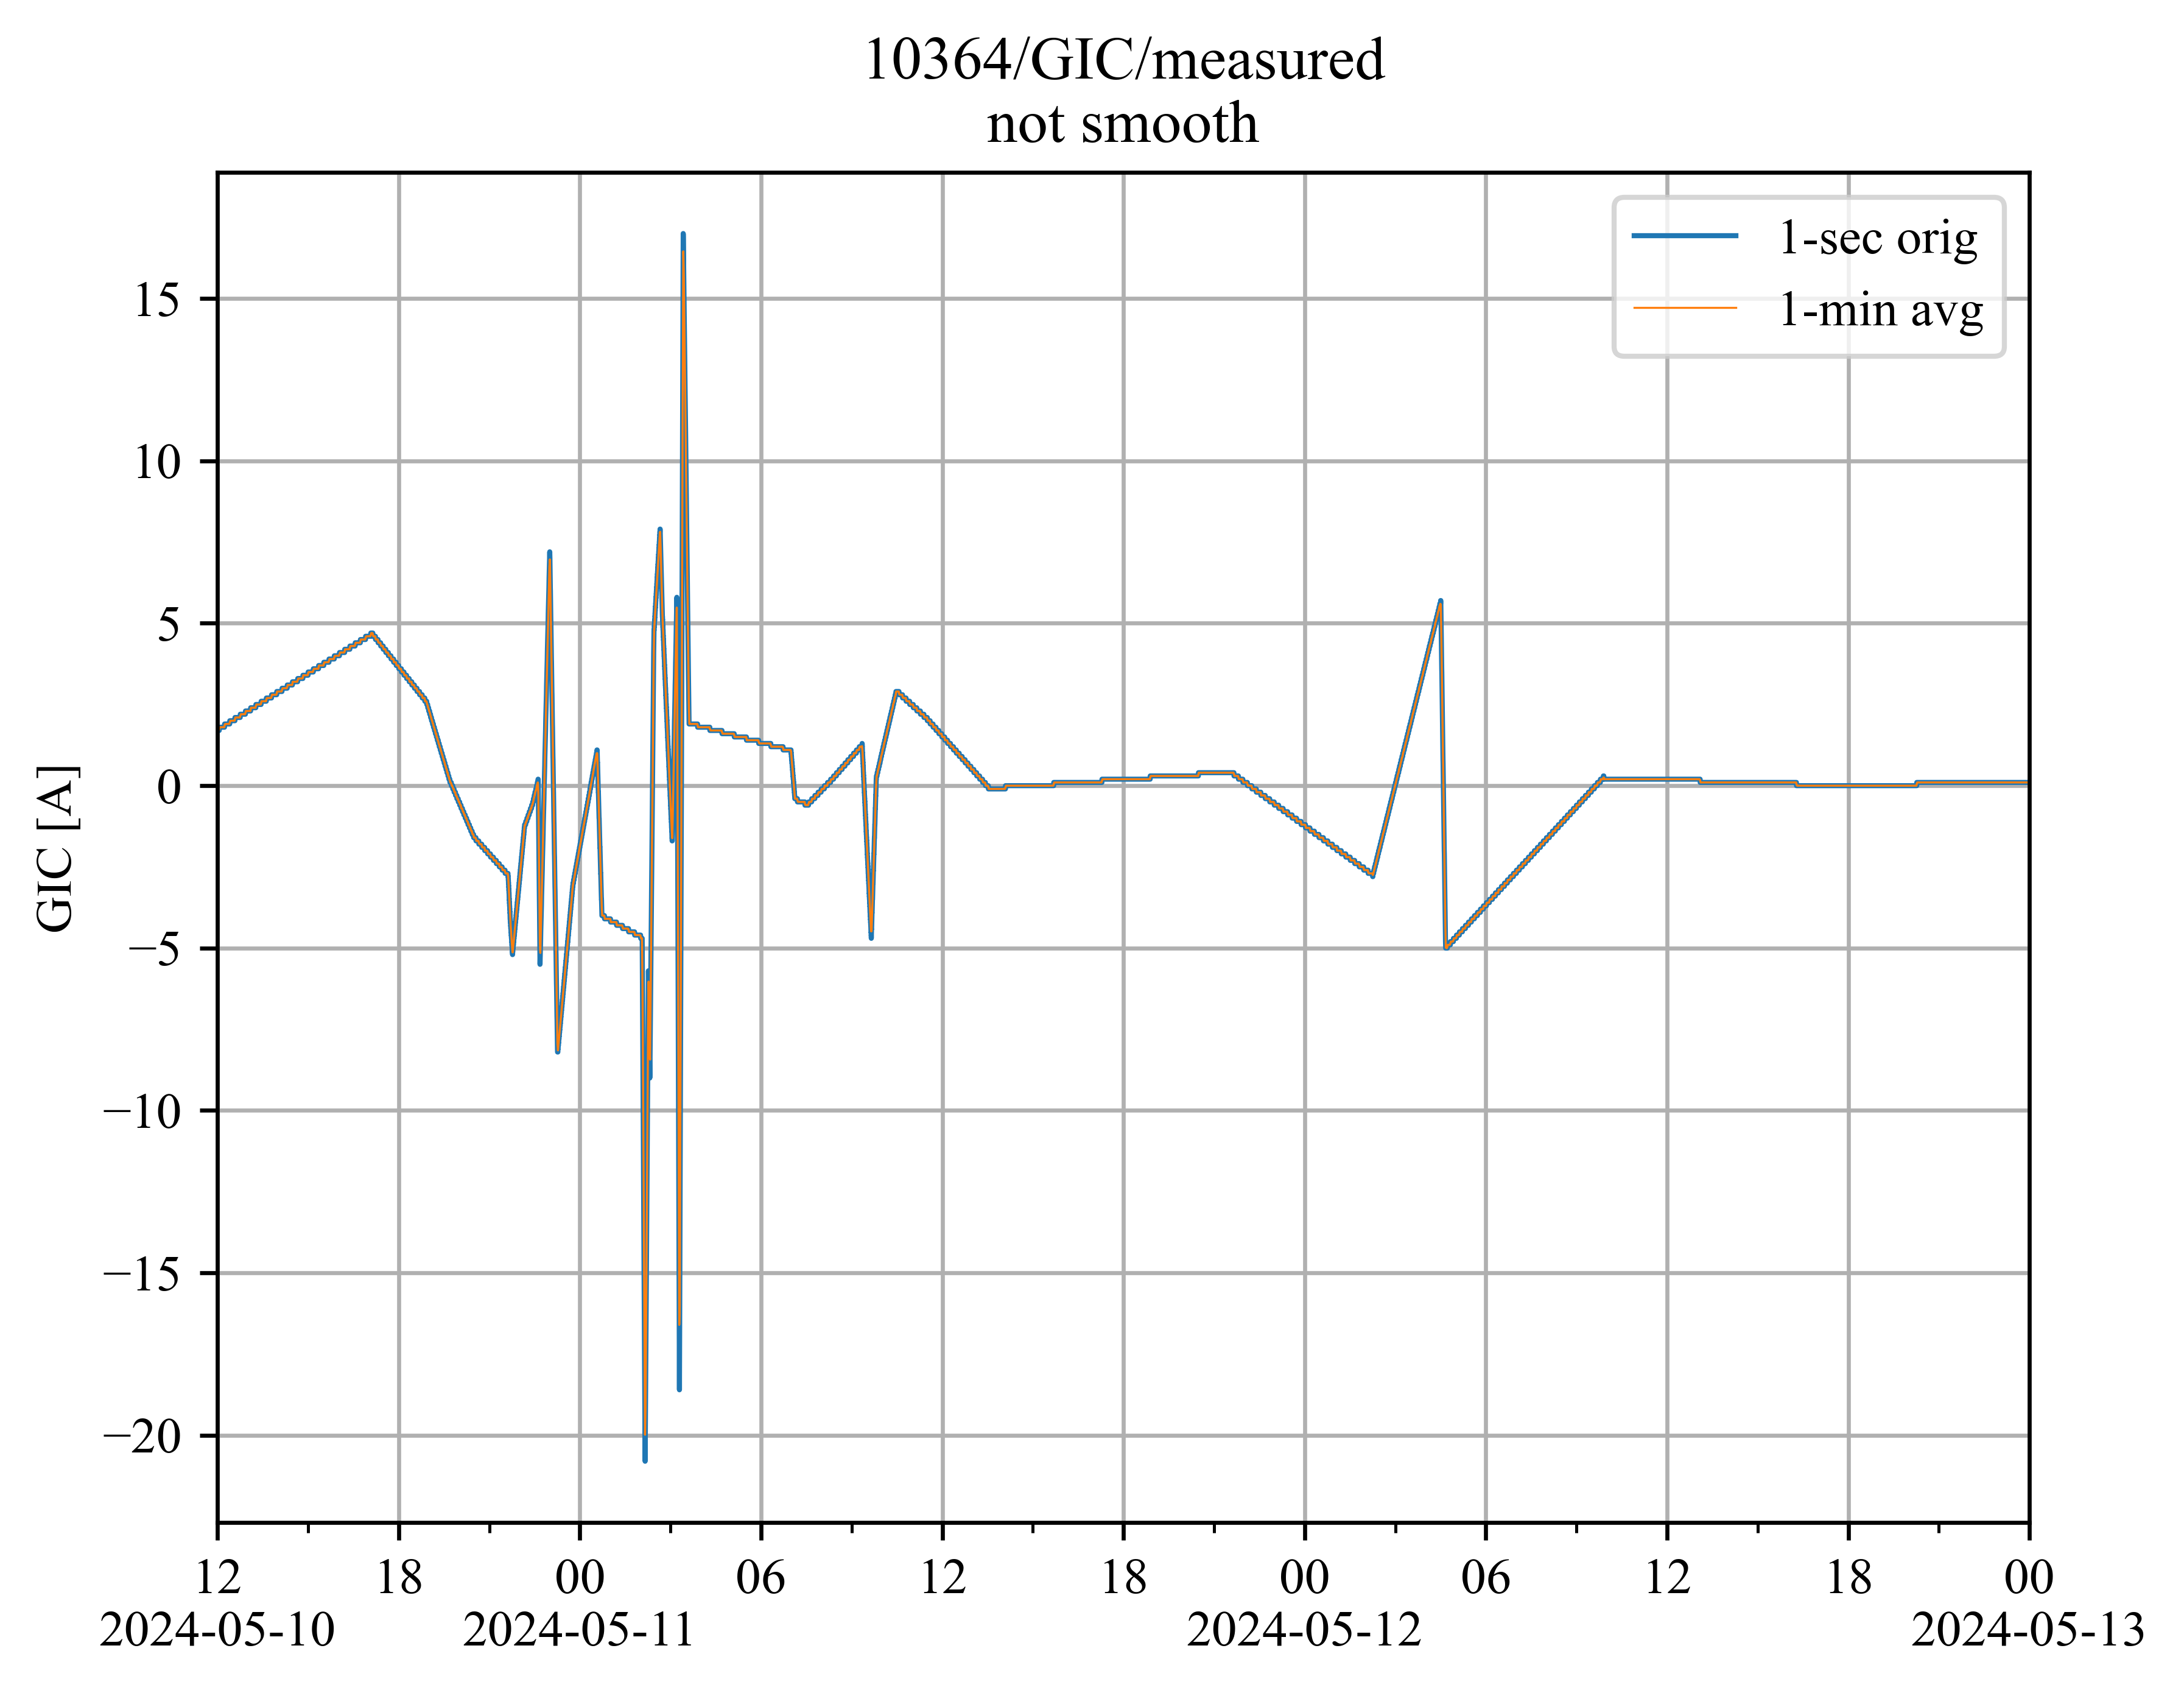 10364/GIC/measured
not smooth
1-sec orig
1-min avg
GIC [A]
15
10
5
0
−5
−10
−15
−20
12 18 00 06 12 18 00 06 12 18 00
2024-05-10 2024-05-11 2024-05-12 2024-05-13